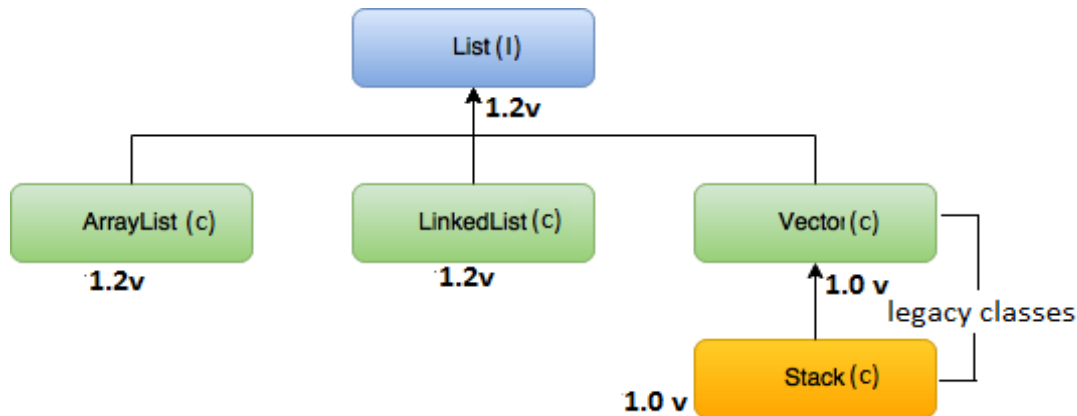 List (I)
1.2v
ArrayList (c)
LinkedList (c)
Vector (c)
1.2v
1.2v
1.0 v
legacy classes
Stack (c)
1.0 v